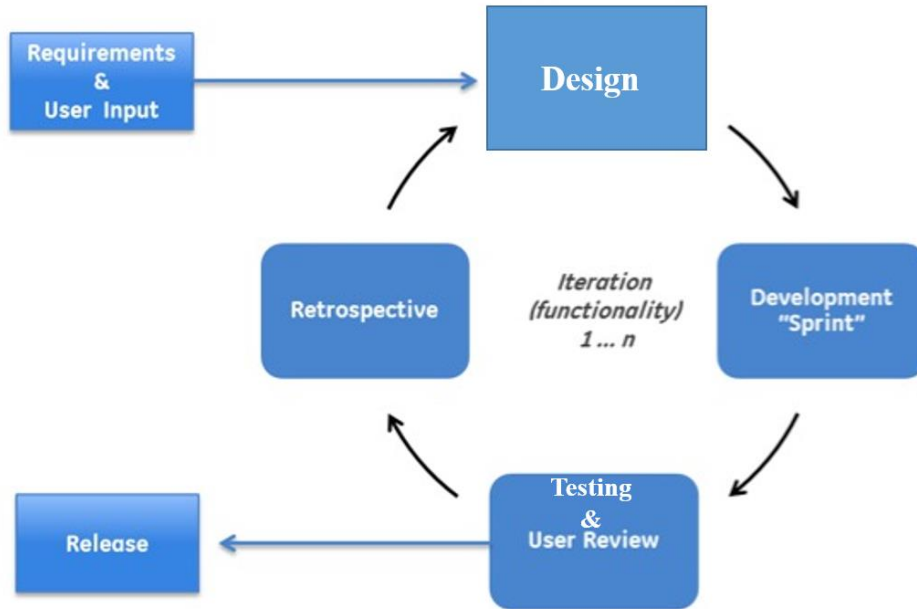 Requirements
&
User Input
Design
Retrospective
Iteration
(functionality)
1 ... n
Development
"Sprint"
Testing
&
User Review
Release